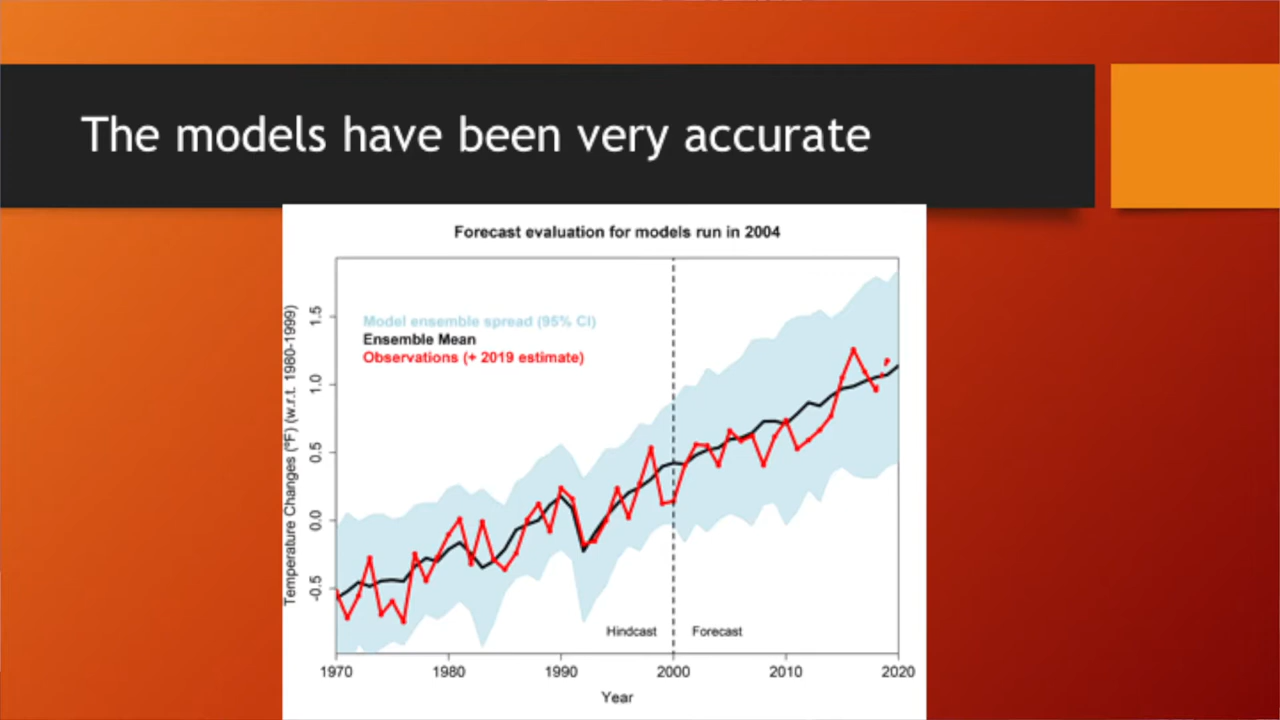 The models have been very accurate
Forecast evaluation for models run in 2004
Temperature Changes (°F) (w.r.t. 1980-1999)
1.5
1.0
0.5
0.0
-0.5
Model ensemble spread (95% CI)
Ensemble Mean
Observations (+ 2019 estimate)
Hindcast Forecast
1970 1980 1990 2000 2010 2020
Year